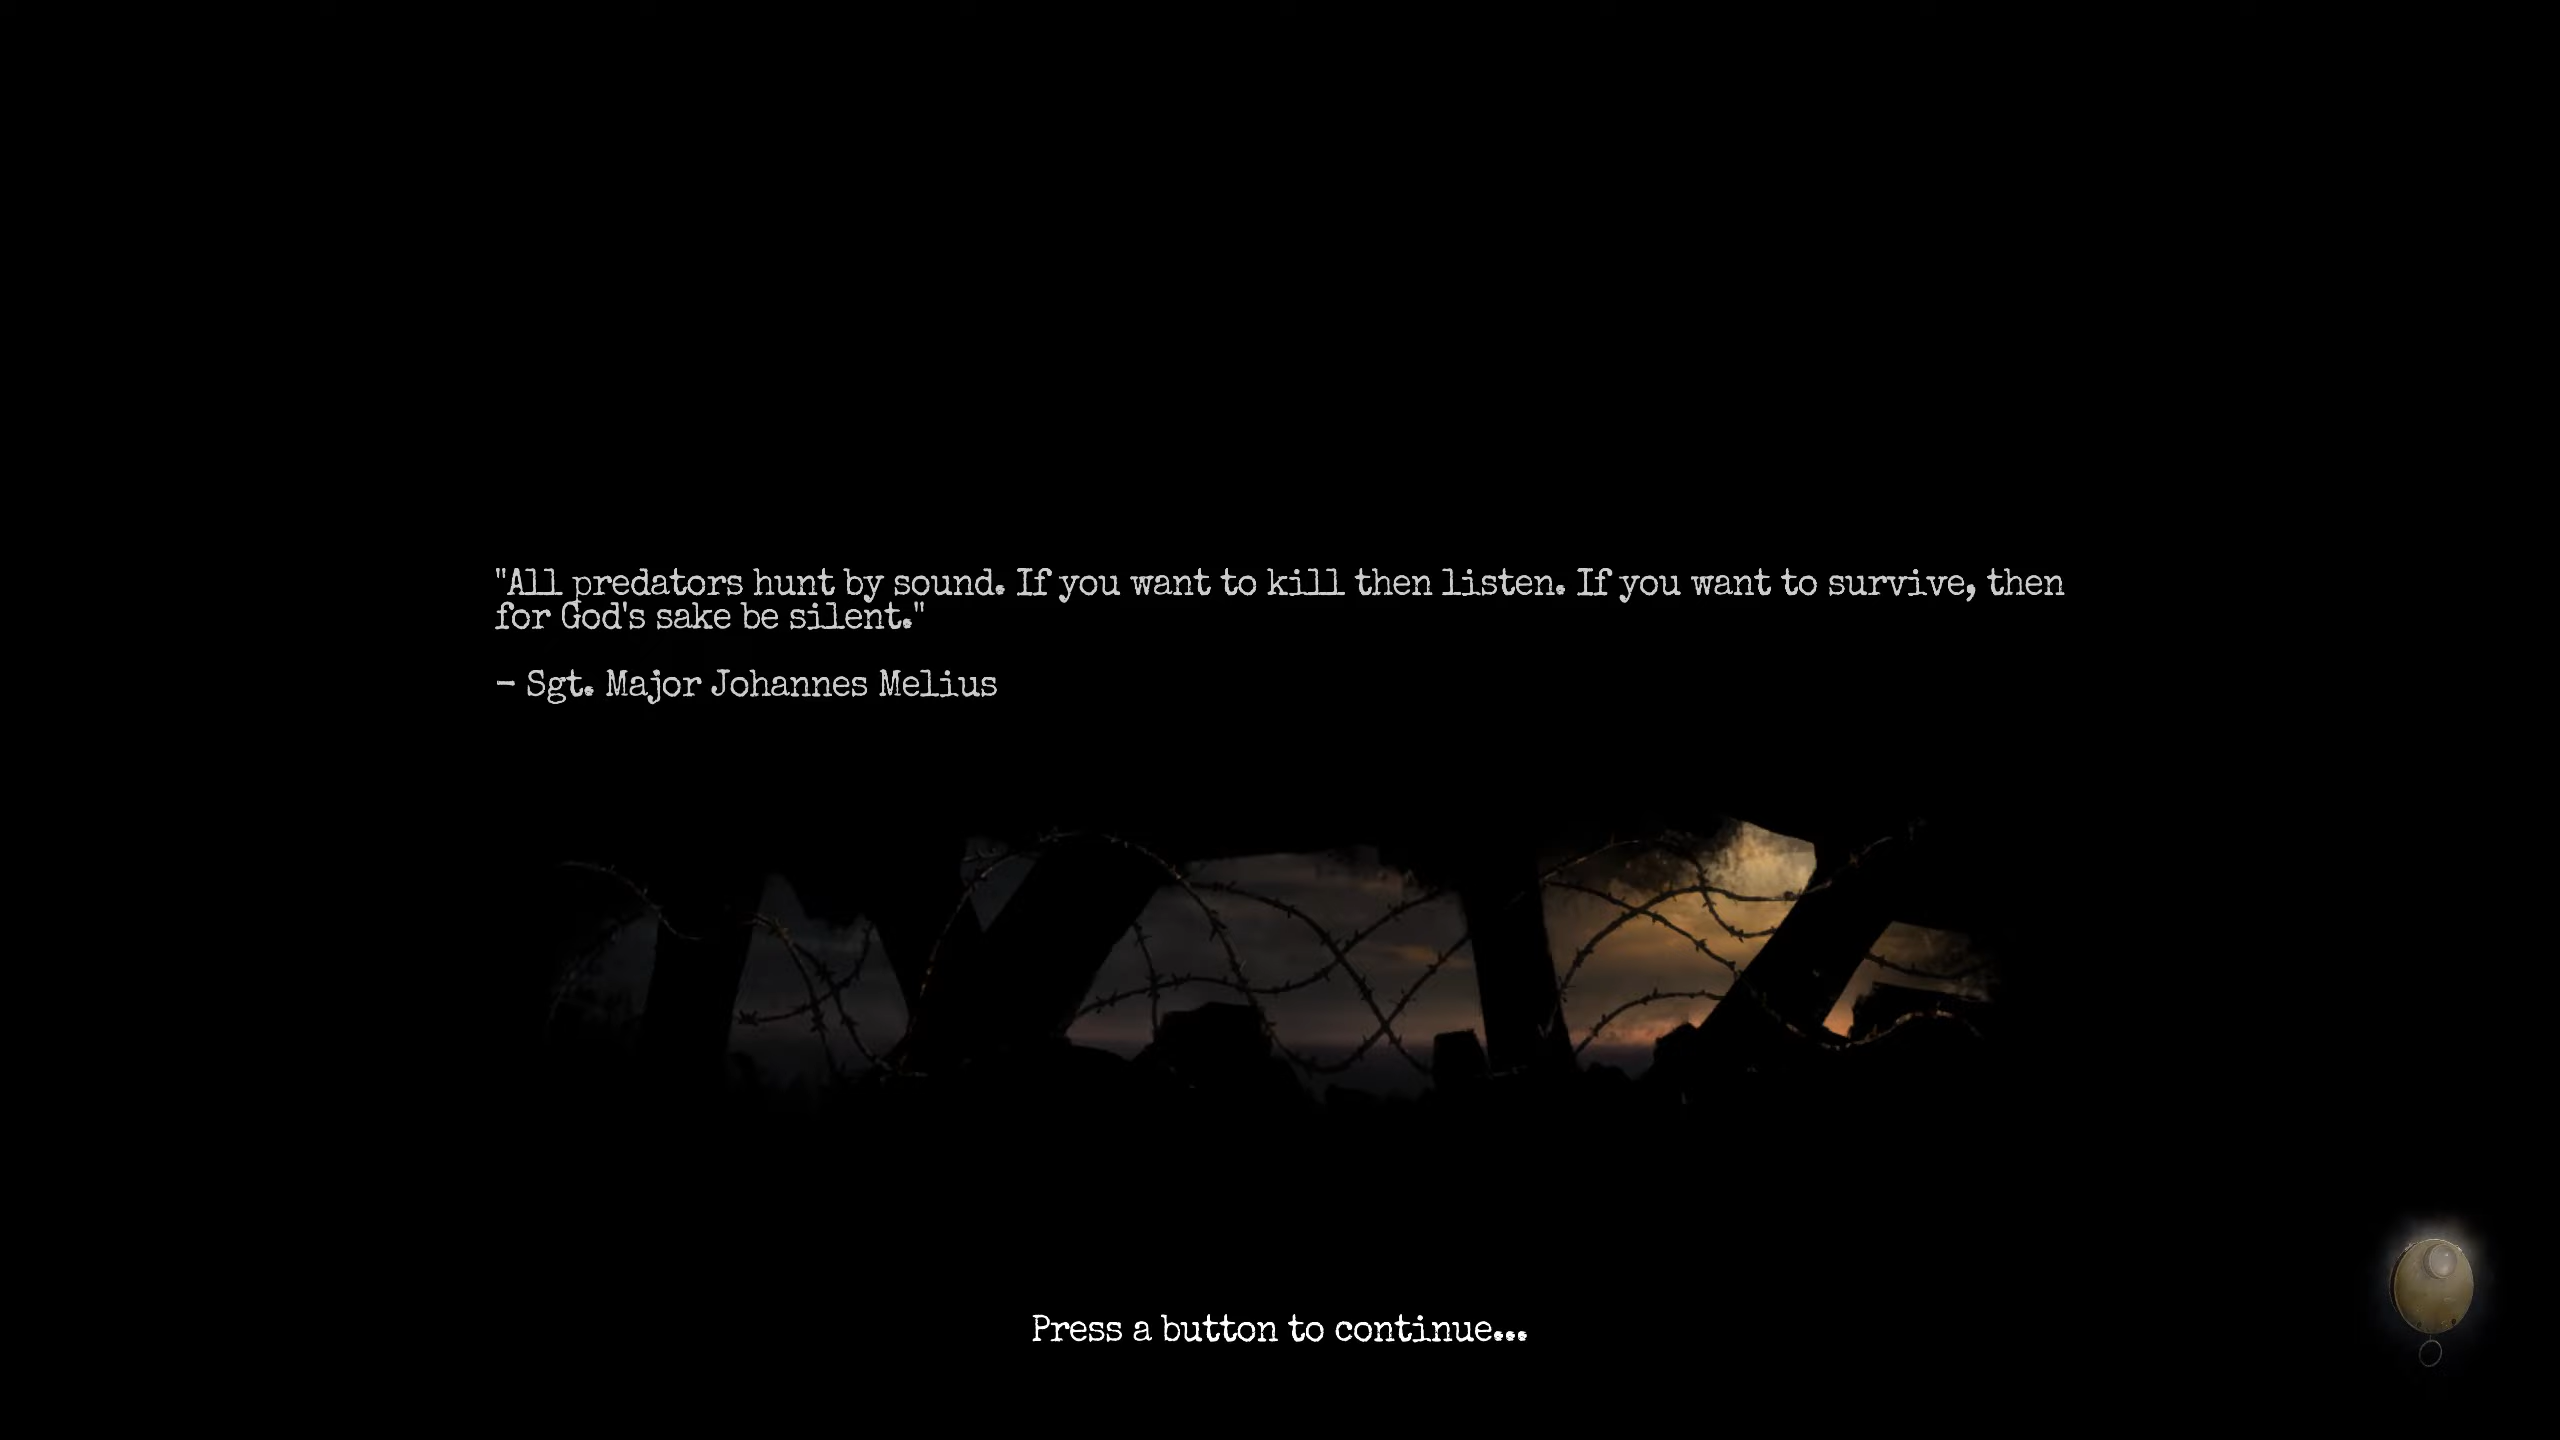 "All predators hunt by sound. If you want to kill then listen. If you want to survive, then
for God's sake be silent."
- Sgt. Major Johannes Melius
Press a button to continue...